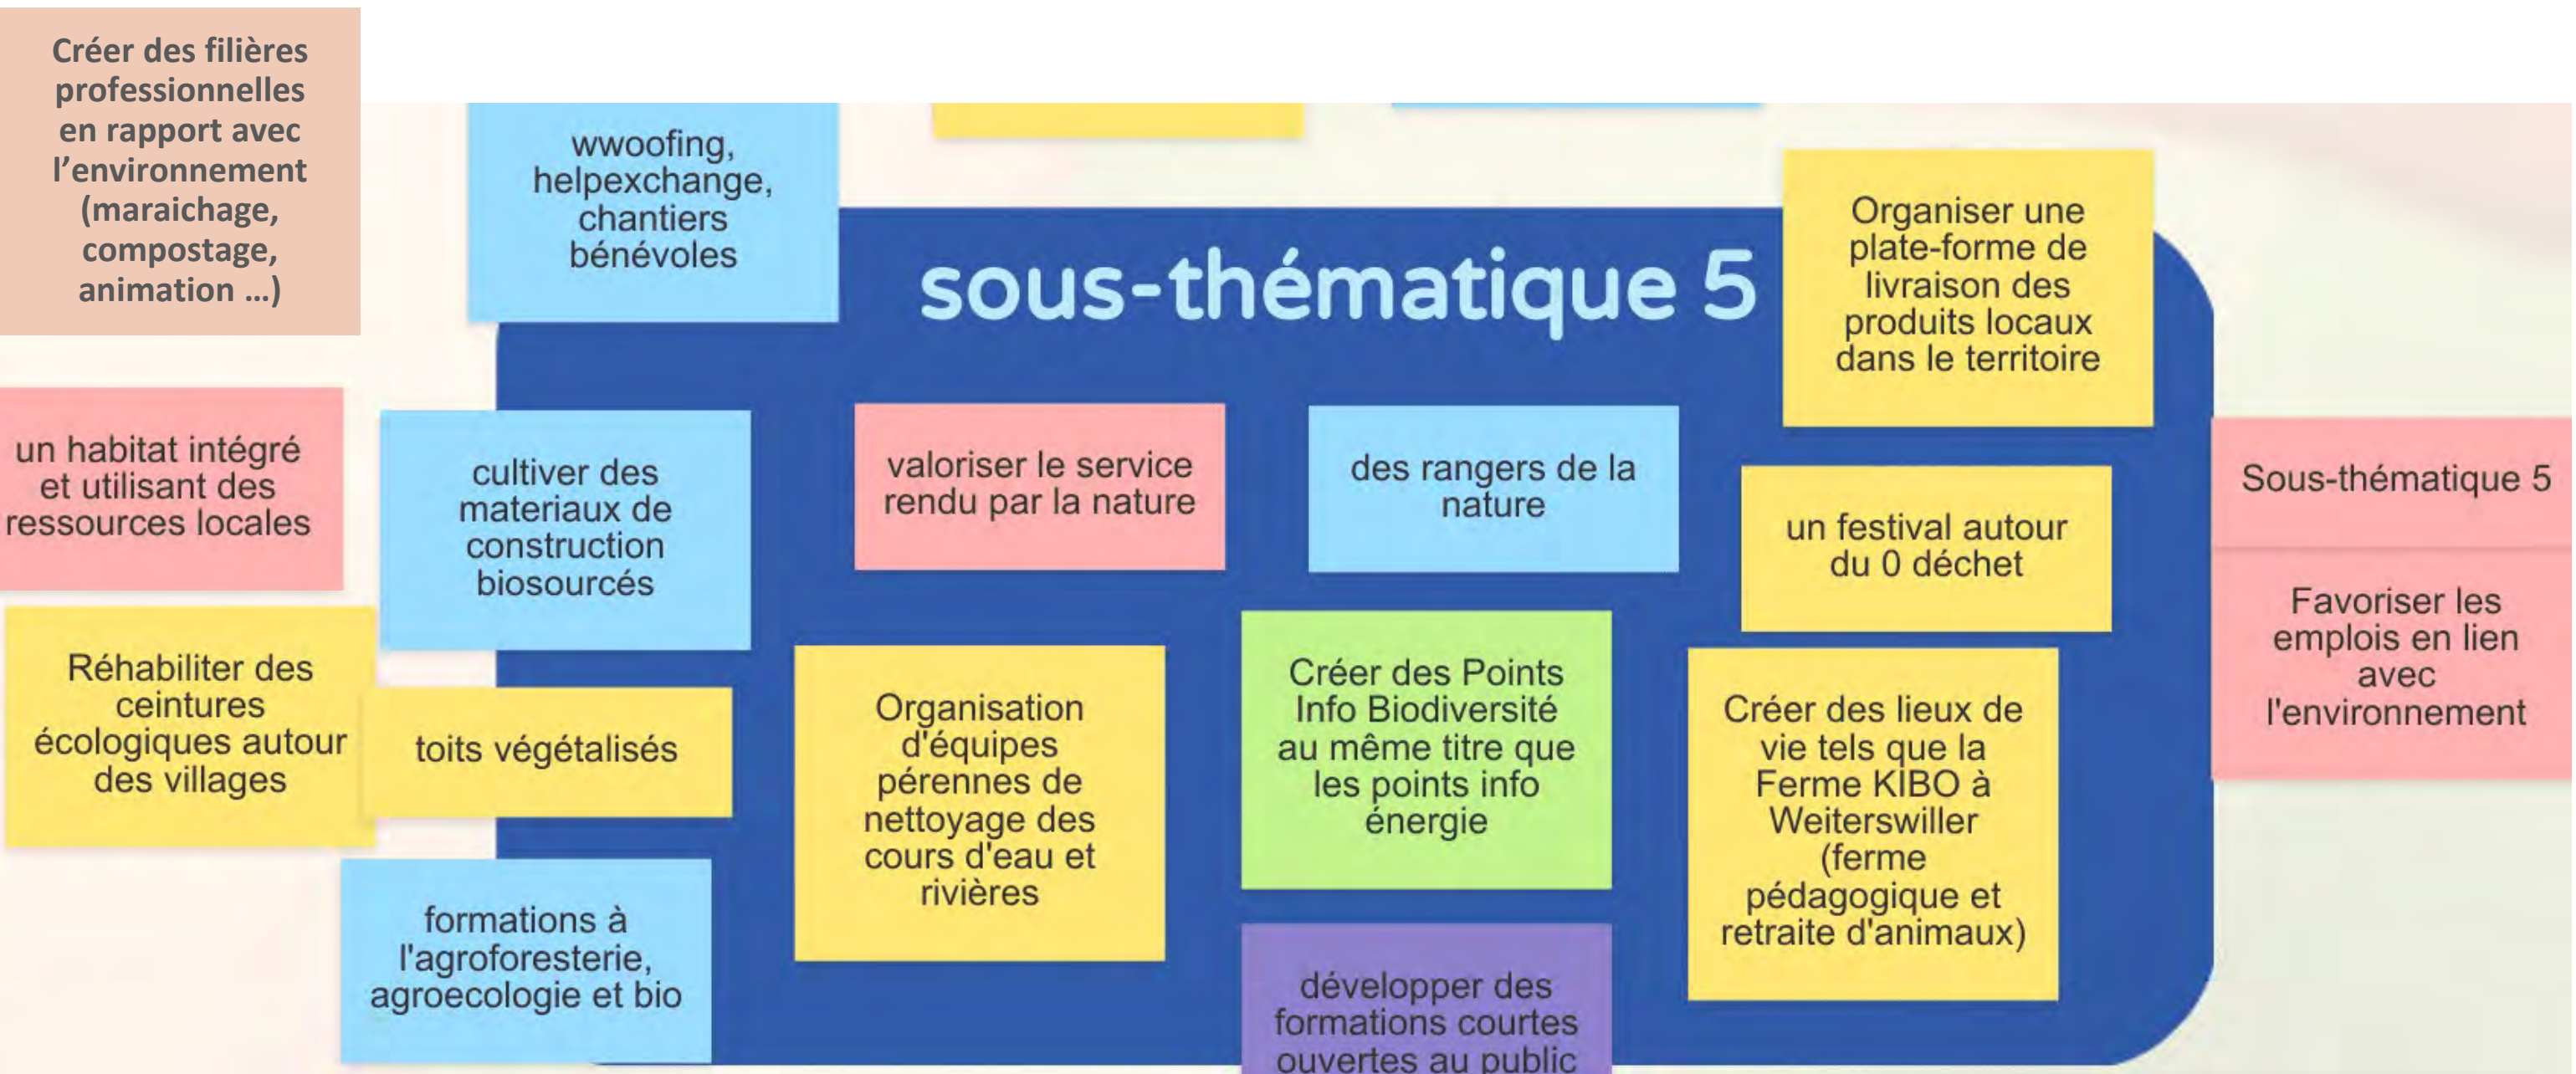 Créer des filières
professionnelles
en rapport avec
l’environnement
(maraichage,
compostage,
animation …)
wwoofing,
helpexchange,
chantiers
bénévoles
sous-thématique 5
Organiser une
plate-forme de
livraison des
produits locaux
dans le territoire
un habitat intégré
et utilisant des
ressources locales
cultiver des
materiaux de
construction
biosourcés
valoriser le service
rendu par la nature
des rangers de la
nature
un festival autour
du 0 déchet
Sous-thématique 5
Favoriser les
emplois en lien
avec
l'environnement
Réhabiliter des
ceintures
écologiques autour
des villages
toits végétalisés
Organisation
d'équipes
pérennes de
nettoyage des
cours d'eau et
rivières
Créer des Points
Info Biodiversité
au même titre que
les points info
énergie
Créer des lieux de
vie tels que la
Ferme KIBO à
Weiterswiller
(ferme
pédagogique et
retraite d'animaux)
formations à
l'agroforesterie,
agroecologie et bio
développer des
formations courtes
ouvertes au public